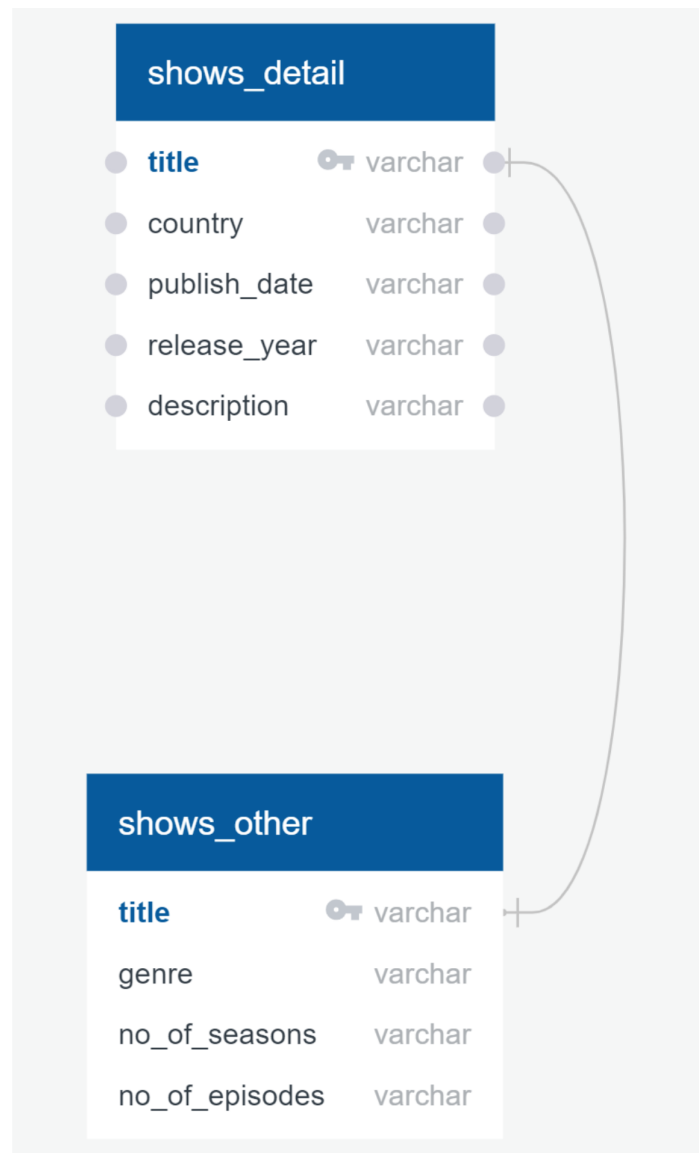 shows_detail
title varchar
country varchar
publish_date varchar
release_year varchar
description varchar
shows_other
title varchar
genre varchar
no_of_seasons varchar
no_of_episodes varchar